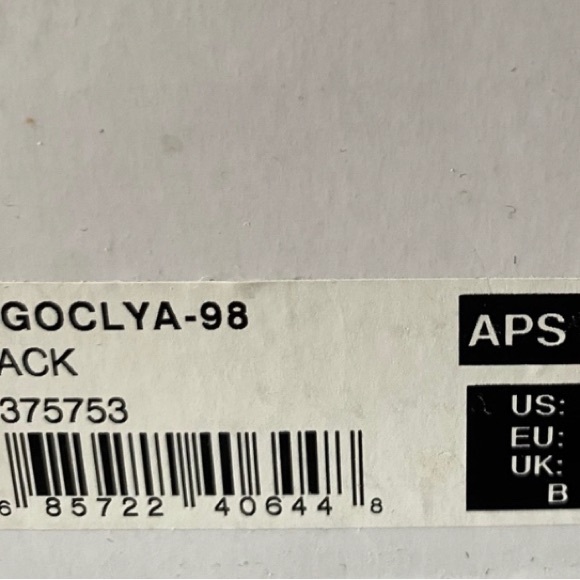 GOCLYA-98
ACK
375753
6 85722 40644 8
APS
US:
EU:
UK:
B